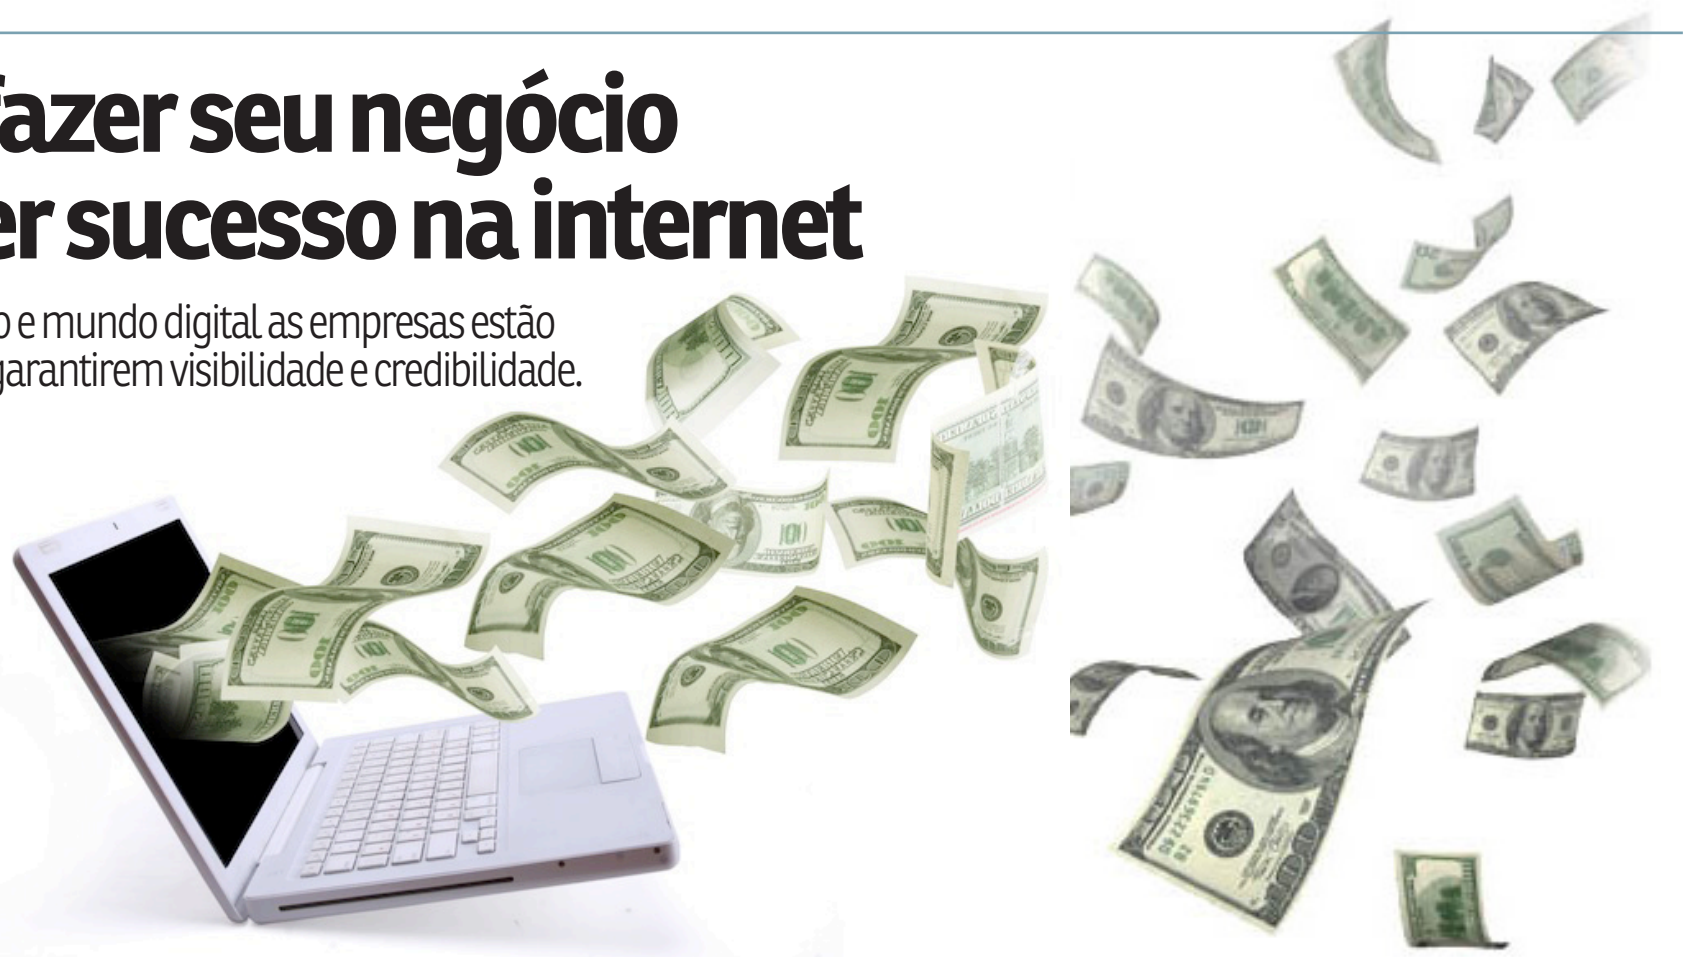 fazer seu negócio
er sucesso na internet
o e mundo digital as empresas estão
garantirem visibilidade e credibilidade.